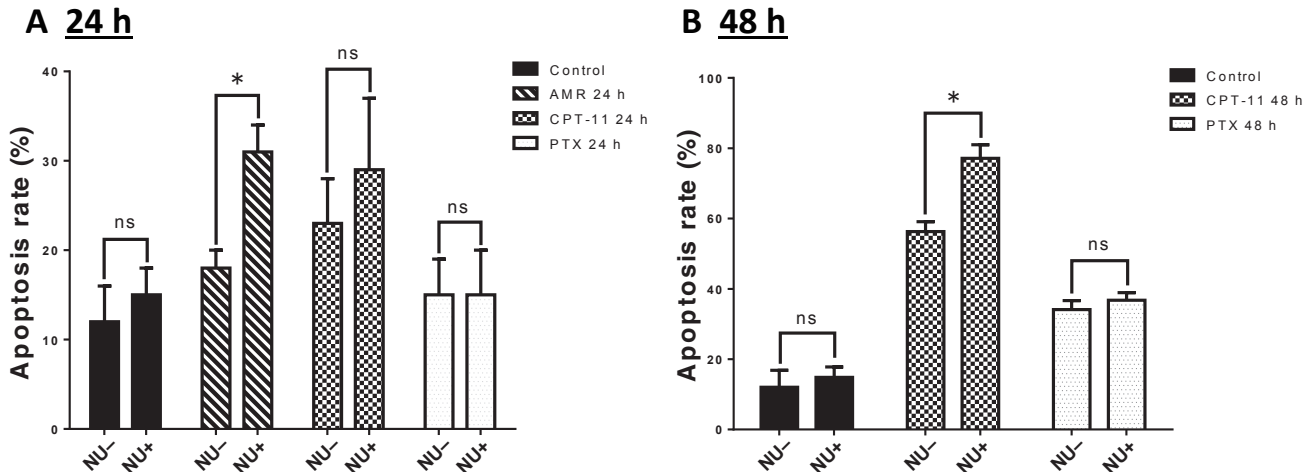 A 24 h
40
30
20
10
0
Apoptosis rate (%)
ns
*
ns
ns
NU– NU+ NU– NU+ NU– NU+ NU– NU+
Control
AMR 24 h
CPT-11 24 h
PTX 24 h
B 48 h
100
80
60
40
20
0
Apoptosis rate (%)
ns
*
ns
NU– NU+ NU– NU+ NU– NU+
Control
CPT-11 48 h
PTX 48 h